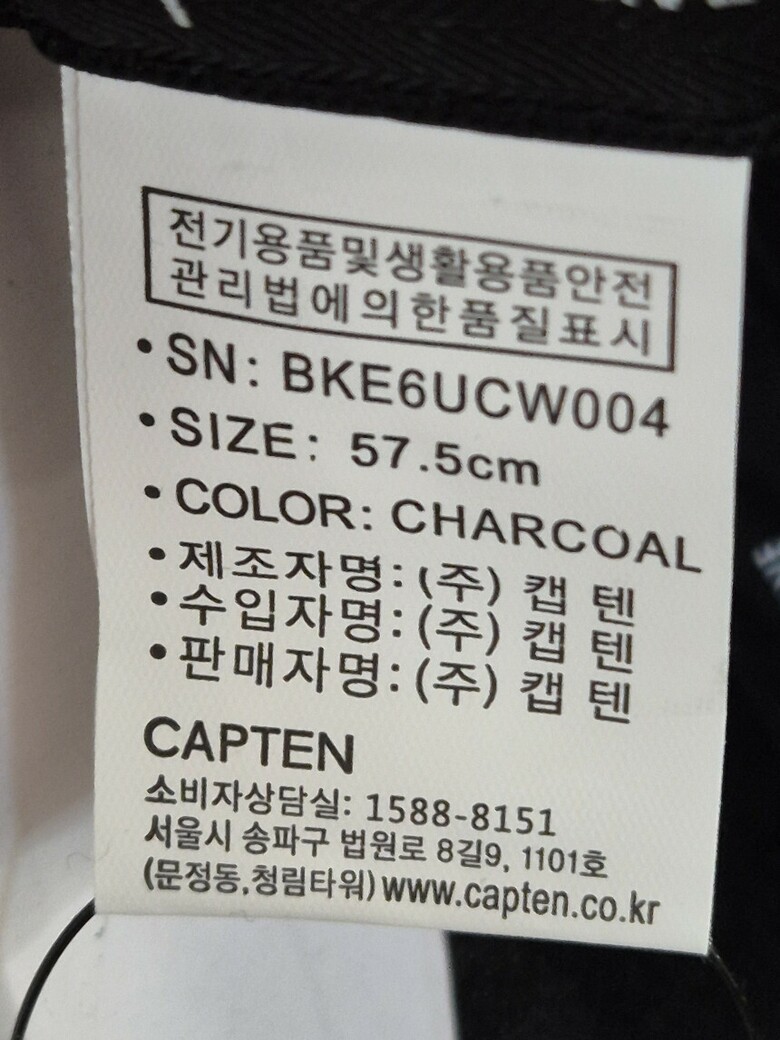 전기용품및생활용품안전
관리법에의한품질표시
• SN: BKE6UCW004
• SIZE: 57.5cm
• COLOR: CHARCOAL
• 제조자명: (주) 캡 텐
• 수입자명: (주) 캡 텐
• 판매자명: (주) 캡 텐
CAPTEN
소비자상담실: 1588-8151
서울시 송파구 법원로 8길9, 1101호
(문정동,청림타워) www.capten.co.kr